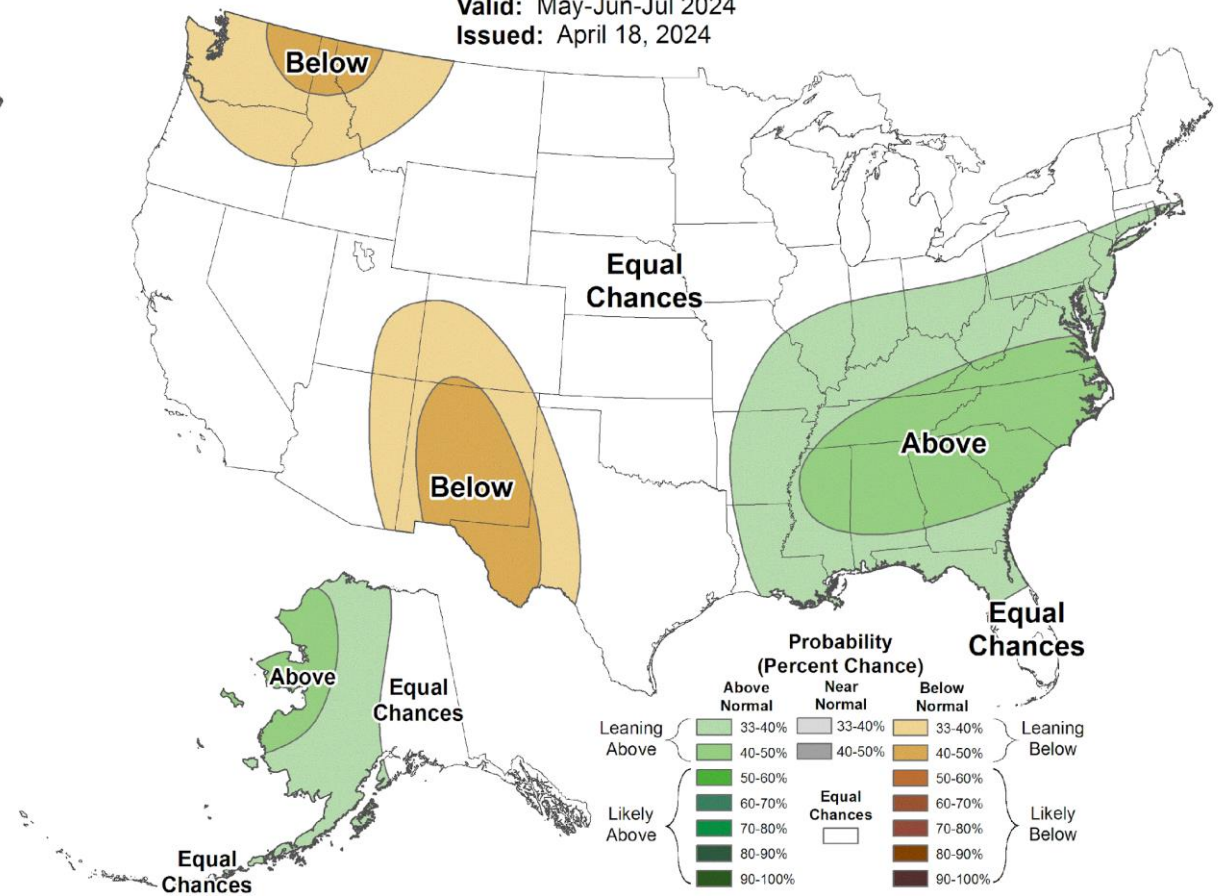 Valid: May-Jun-Jul 2024
Issued: April 18, 2024
Below
Equal
Chances
Above
Below
Equal
Chances
Above
Equal
Chances
Equal
Chances
Probability
(Percent Chance)
Above
Normal
Near
Normal
Below
Normal
Leaning
Above
33-40%
33-40%
33-40%
Leaning
Below
40-50%
40-50%
40-50%
50-60%
50-60%
Likely
Above
60-70%
Equal
Chances
60-70%
Likely
Below
70-80%
70-80%
80-90%
80-90%
90-100%
90-100%